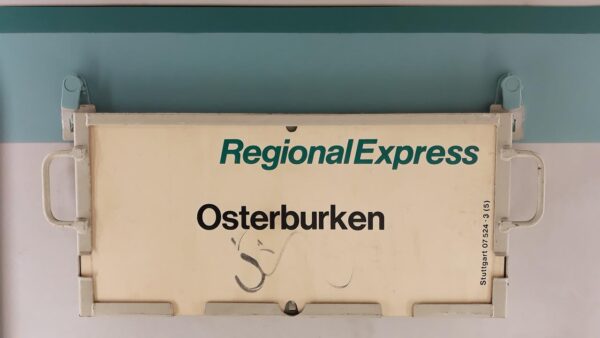 RegionalExpress
Osterburken
Stuttgart 07 524 - 3 (5)